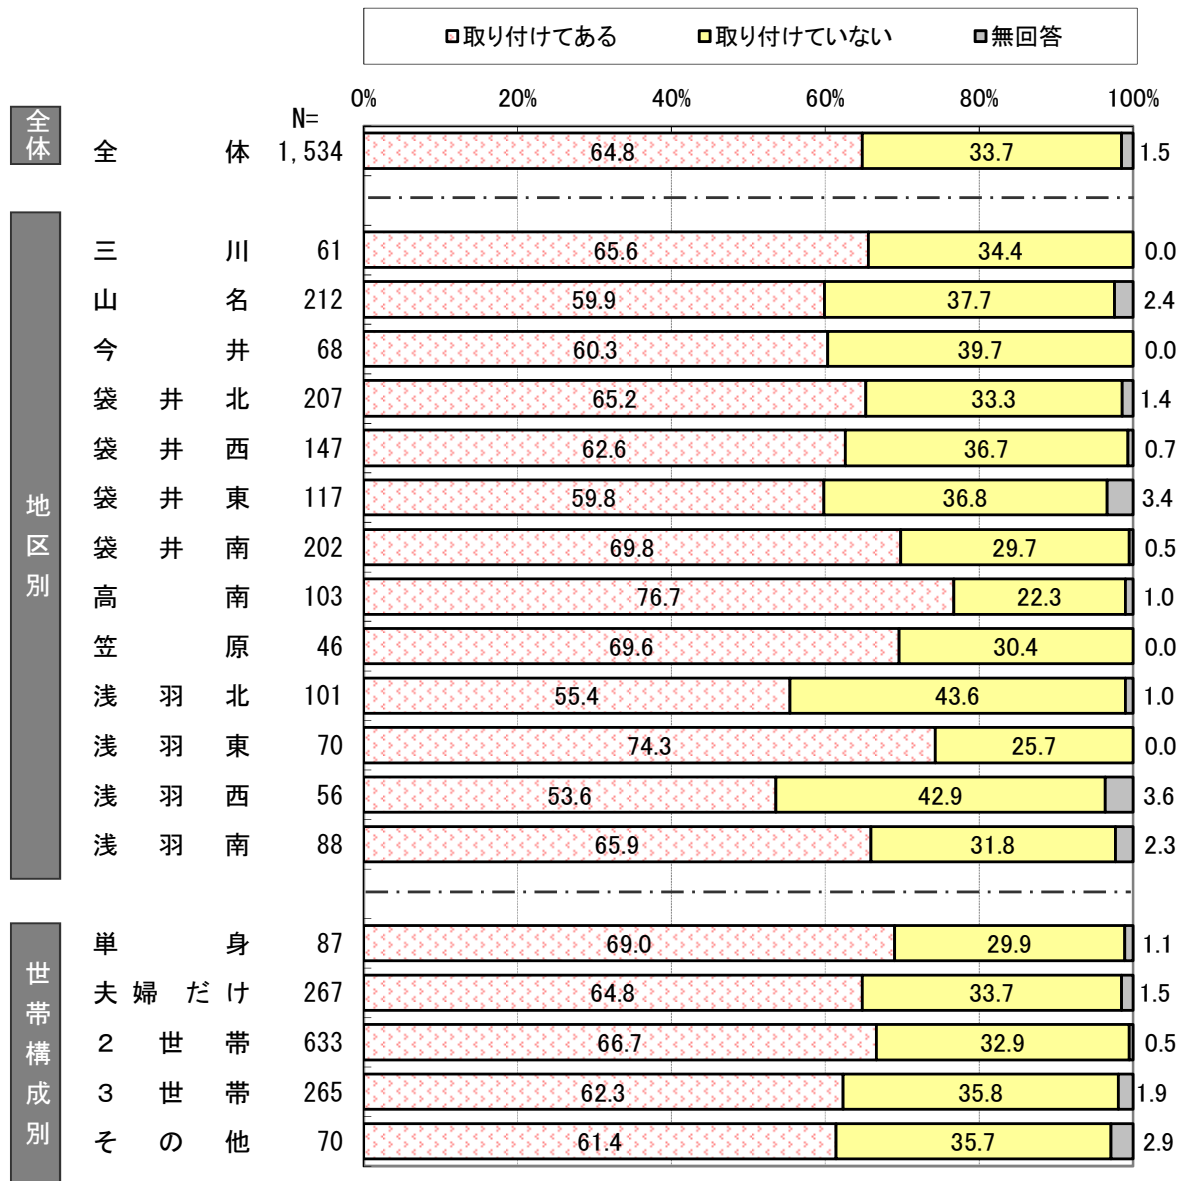 取り付けてある 取り付けていない 無回答
0% 20% 40% 60% 80% 100%
N=
全体
全体 1,534 64.8 33.7 1.5
地区別
三川 61 65.6 34.4 0.0
山名 212 59.9 37.7 2.4
今井 68 60.3 39.7 0.0
袋井北 207 65.2 33.3 1.4
袋井西 147 62.6 36.7 0.7
袋井東 117 59.8 36.8 3.4
袋井南 202 69.8 29.7 0.5
高南 103 76.7 22.3 1.0
笠原 46 69.6 30.4 0.0
浅羽北 101 55.4 43.6 1.0
浅羽東 70 74.3 25.7 0.0
浅羽西 56 53.6 42.9 3.6
浅羽南 88 65.9 31.8 2.3
世帯構成別
単身 87 69.0 29.9 1.1
夫婦だけ 267 64.8 33.7 1.5
2世帯 633 66.7 32.9 0.5
3世帯 265 62.3 35.8 1.9
その他 70 61.4 35.7 2.9